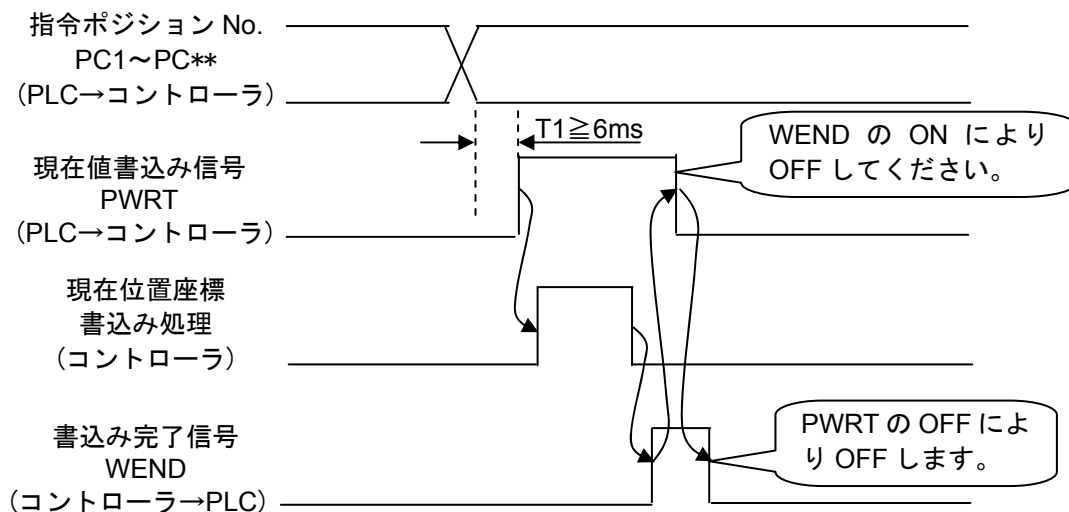 指令ポジション No.
PC1～PC**
(PLC→コントローラ)
T1≧6ms
WEND の ON により
OFF してください。
現在値書込み信号
PWRT
(PLC→コントローラ)
現在位置座標
書込み処理
(コントローラ)
PWRT の OFF によ
り OFF します。
書込み完了信号
WEND
(コントローラ→PLC)